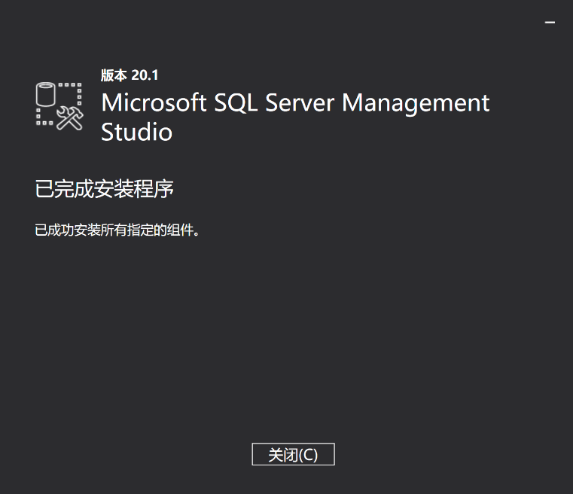 版本 20.1
Microsoft SQL Server Management
Studio
已完成安装程序
已成功安装所有指定的组件。
关闭(C)